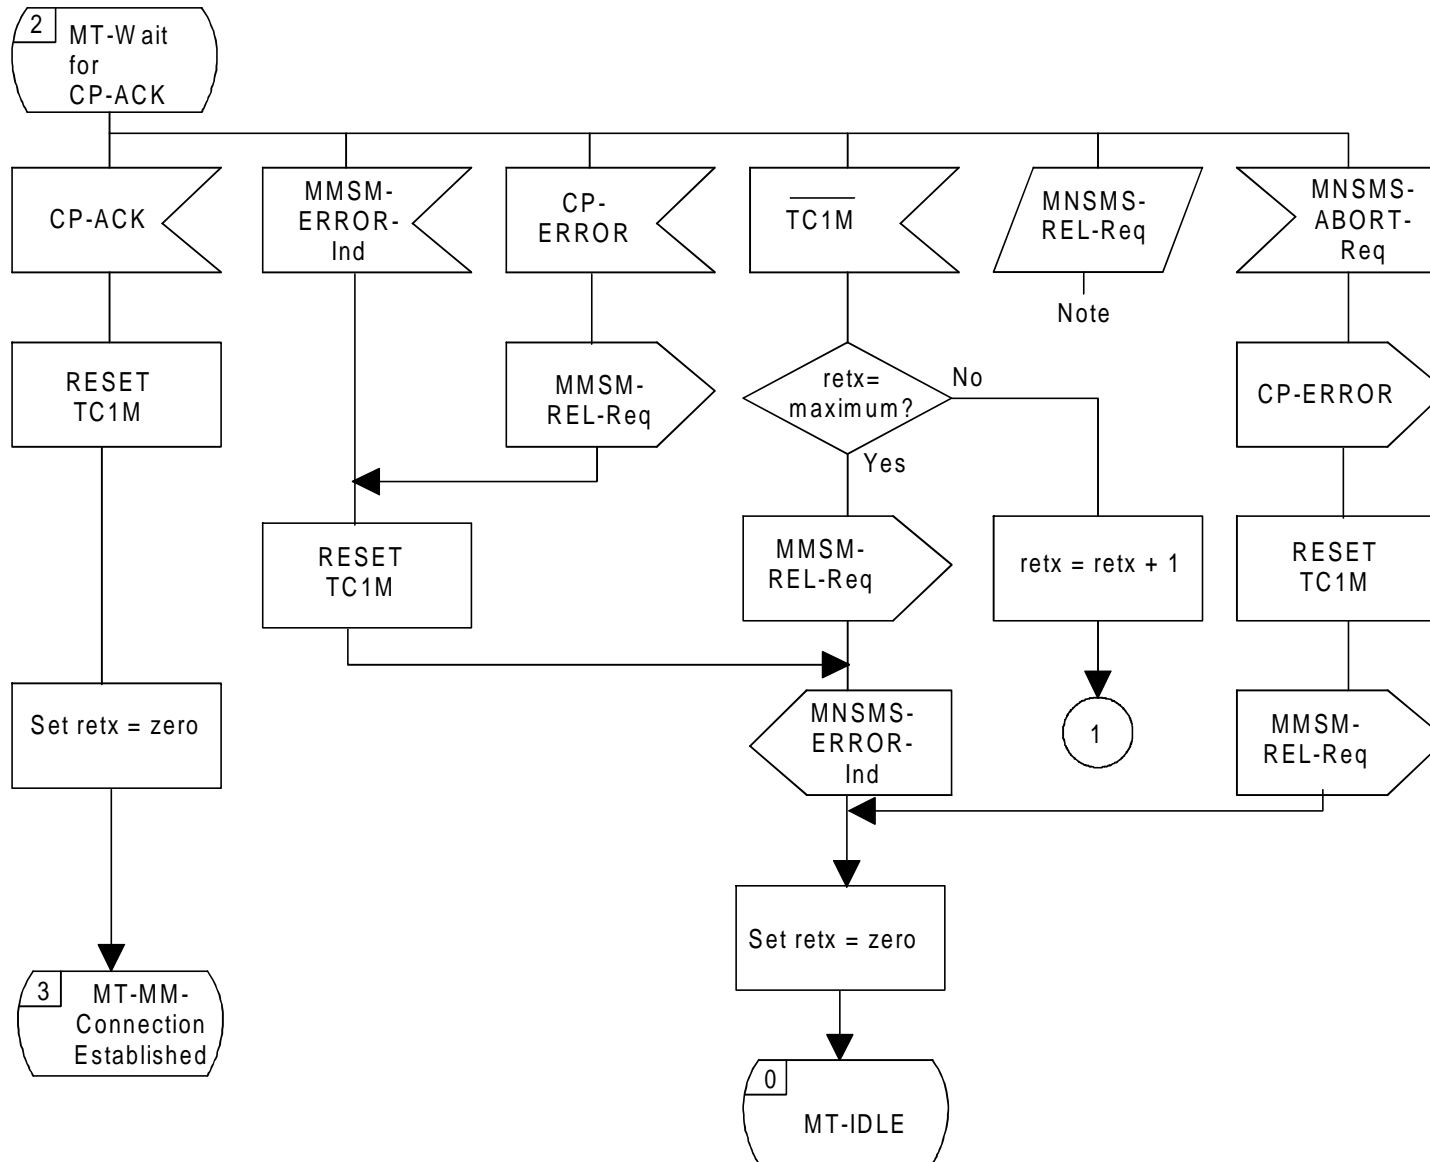 2
MT-Wait
for
CP-ACK
CP-ACK
MMSM-
ERROR-
Ind
CP-
ERROR
TC1M
MNSMS-
REL-Req
Note
MNSMS-
ABORT-
Req
RESET
TC1M
MMSM-
REL-Req
retx=
maximum?
No
Yes
CP-ERROR
RESET
TC1M
MMSM-
REL-Req
retx = retx + 1
RESET
TC1M
Set retx = zero
MNSMS-
ERROR-
Ind
1
MMSM-
REL-Req
Set retx = zero
3
MT-MM-
Connection
Established
0
MT-IDLE